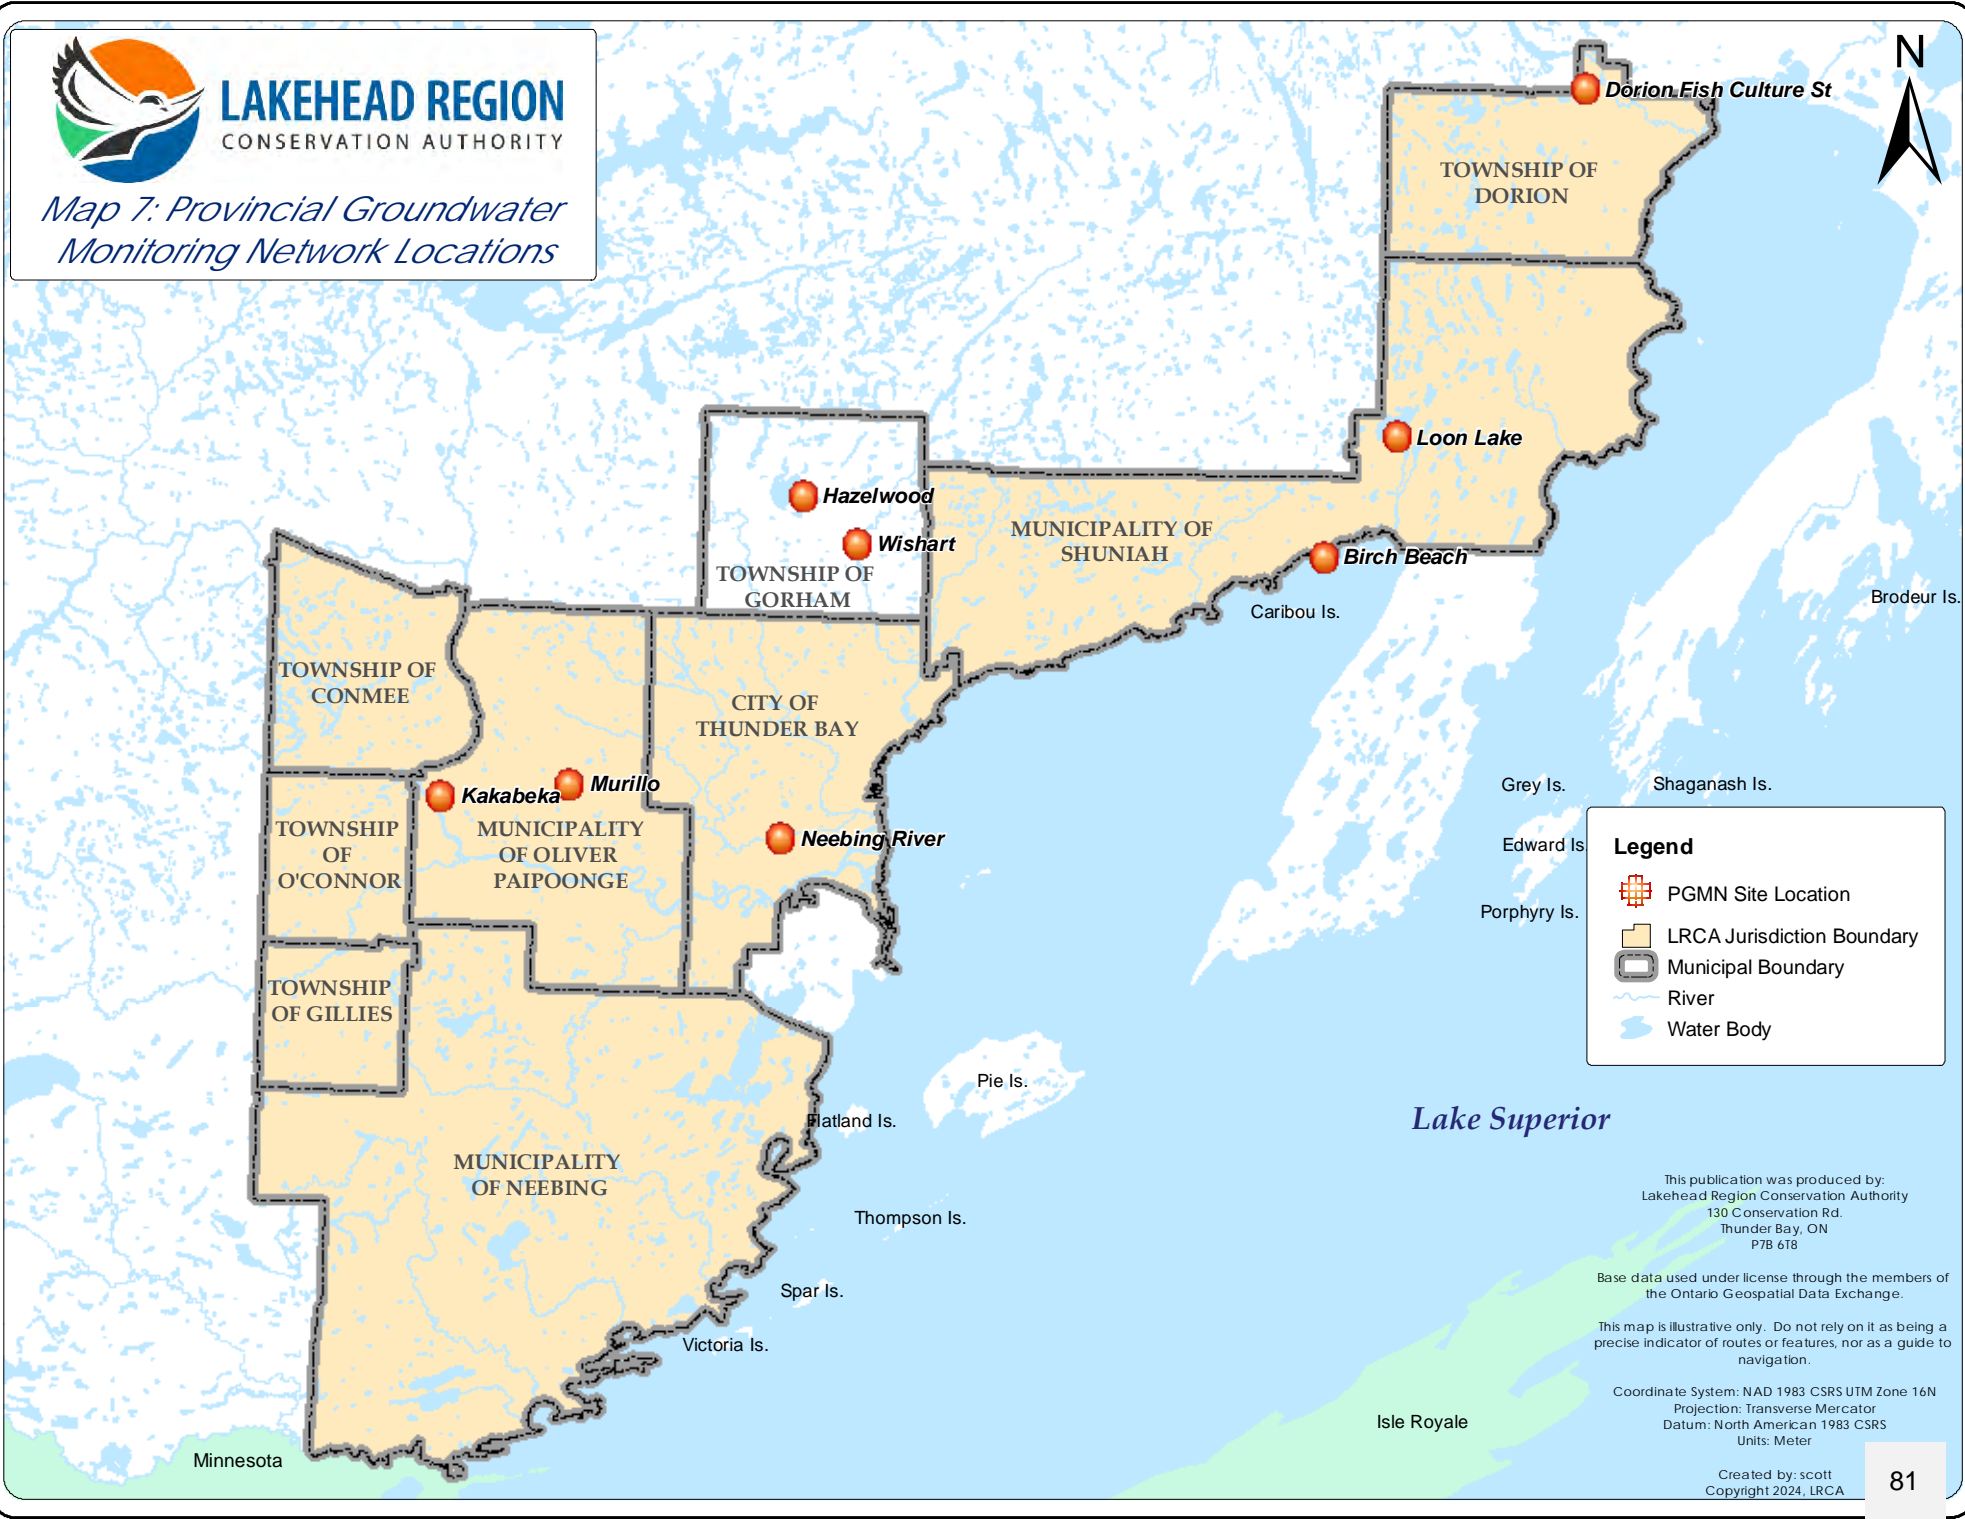 LAKEHEAD REGION
CONSERVATION AUTHORITY
Map 7: Provincial Groundwater
Monitoring Network Locations
N
Dorion Fish Culture St
TOWNSHIP OF
DORION
Loon Lake
Hazelwood
Wishart
TOWNSHIP OF
GORHAM
MUNICIPALITY OF
SHUNIAH
Birch Beach
Caribou Is.
Brodeur Is.
TOWNSHIP OF
CONMEE
CITY OF
THUNDER BAY
Kakabeka
Murillo
Neebing River
TOWNSHIP
OF
O'CONNOR
MUNICIPALITY
OF OLIVER
PAIPOONGE
Grey Is.
Shaganash Is.
Edward Is.
Porphyry Is.
Legend
PGMN Site Location
LRCA Jurisdiction Boundary
Municipal Boundary
River
Water Body
TOWNSHIP
OF GILLIES
Pie Is.
Flatland Is.
Lake Superior
MUNICIPALITY
OF NEEBING
Thompson Is.
Spar Is.
Victoria Is.
Isle Royale
Minnesota
This publication was produced by:
Lakehead Region Conservation Authority
130 Conservation Rd.
Thunder Bay, ON
P7B 6T8
Base data used under license through the members of
the Ontario Geospatial Data Exchange.
This map is illustrative only. Do not rely on it as being a
precise indicator of routes or features, nor as a guide to
navigation.
Coordinate System: NAD 1983 CSRS UTM Zone 16N
Projection: Transverse Mercator
Datum: North American 1983 CSRS
Units: Meter
Created by: scott
Copyright 2024, LRCA
81